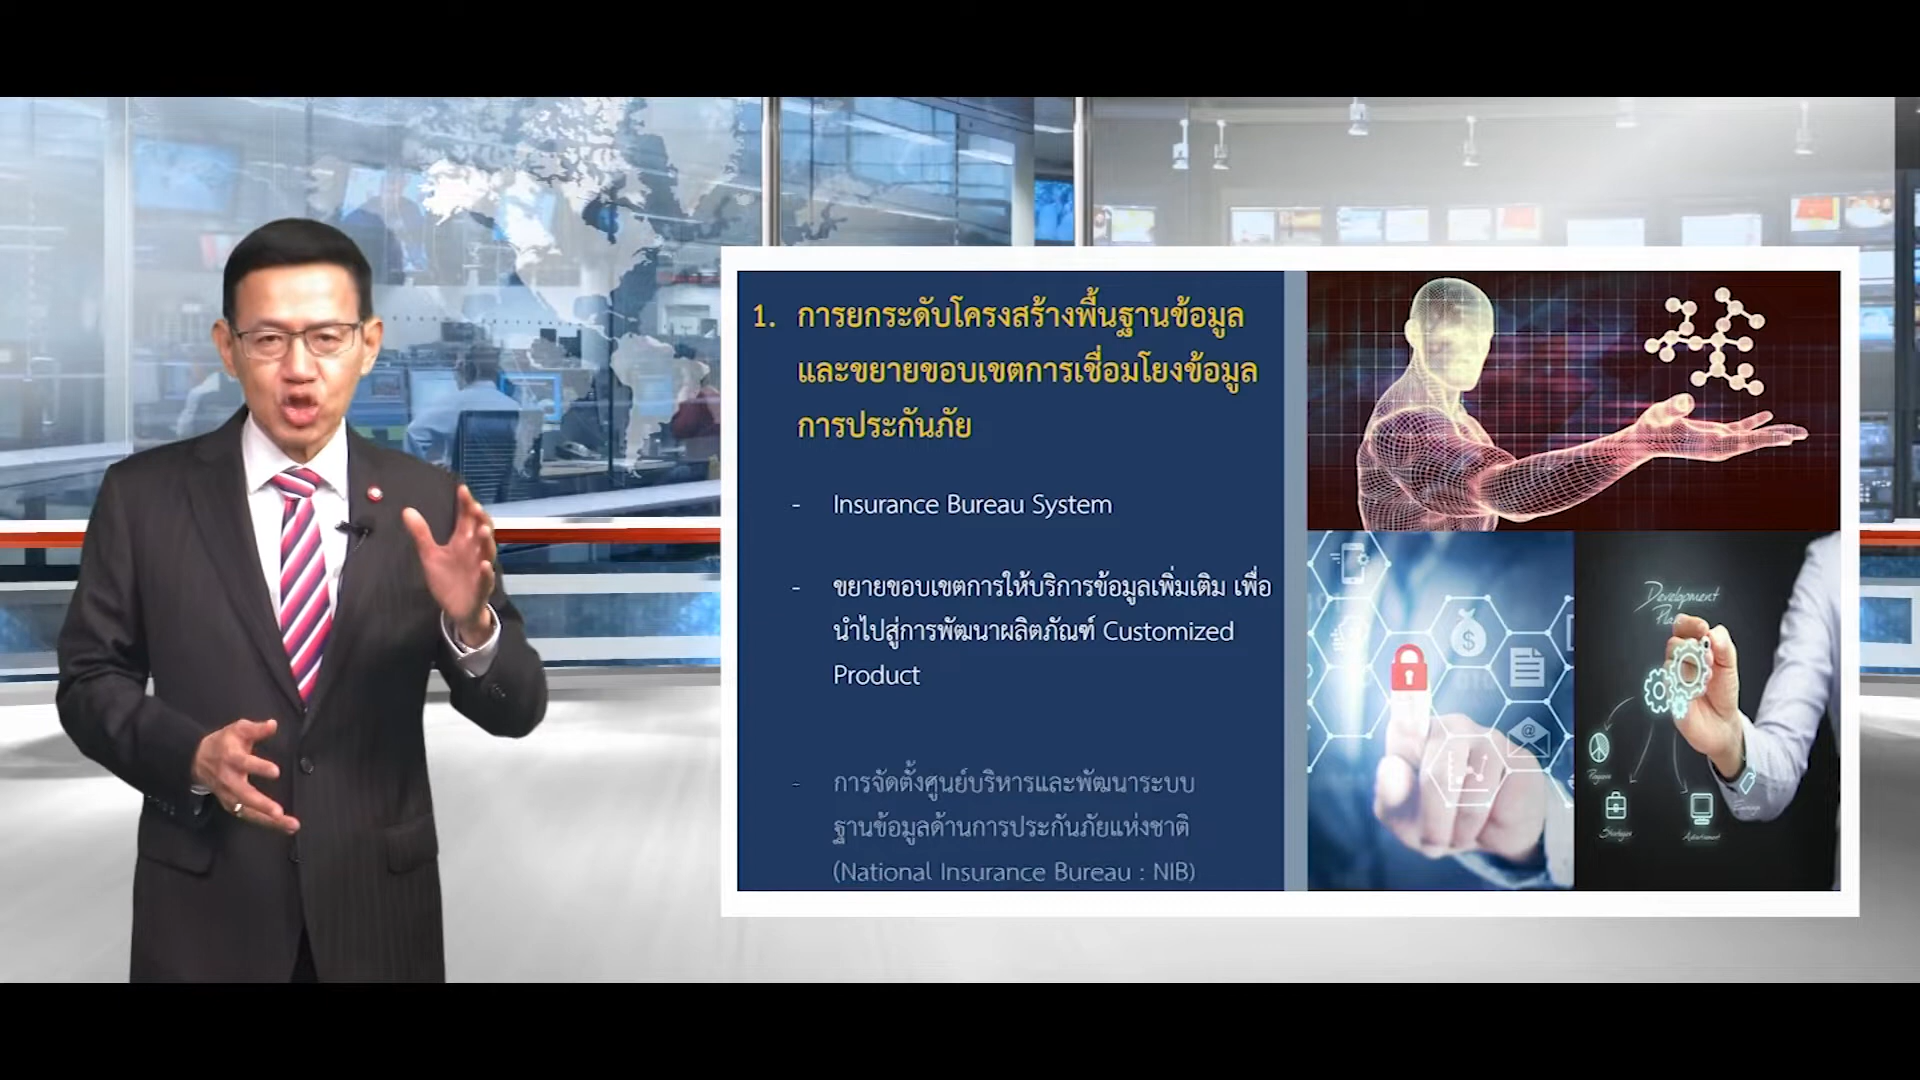 1. การยกระดับโครงสร้างพื้นฐานข้อมูล
และขยายขอบเขตการเชื่อมโยงข้อมูล
การประกันภัย
- Insurance Bureau System
- ขยายขอบเขตการให้บริการข้อมูลเพิ่มเติม เพื่อ
นำไปสู่การพัฒนาผลิตภัณฑ์ Customized
Product
- การจัดตั้งศูนย์บริหารและพัฒนาระบบ
ฐานข้อมูลด้านการประกันภัยแห่งชาติ
(National Insurance Bureau : NIB)
Development
Plan
Strategies
Advertisement